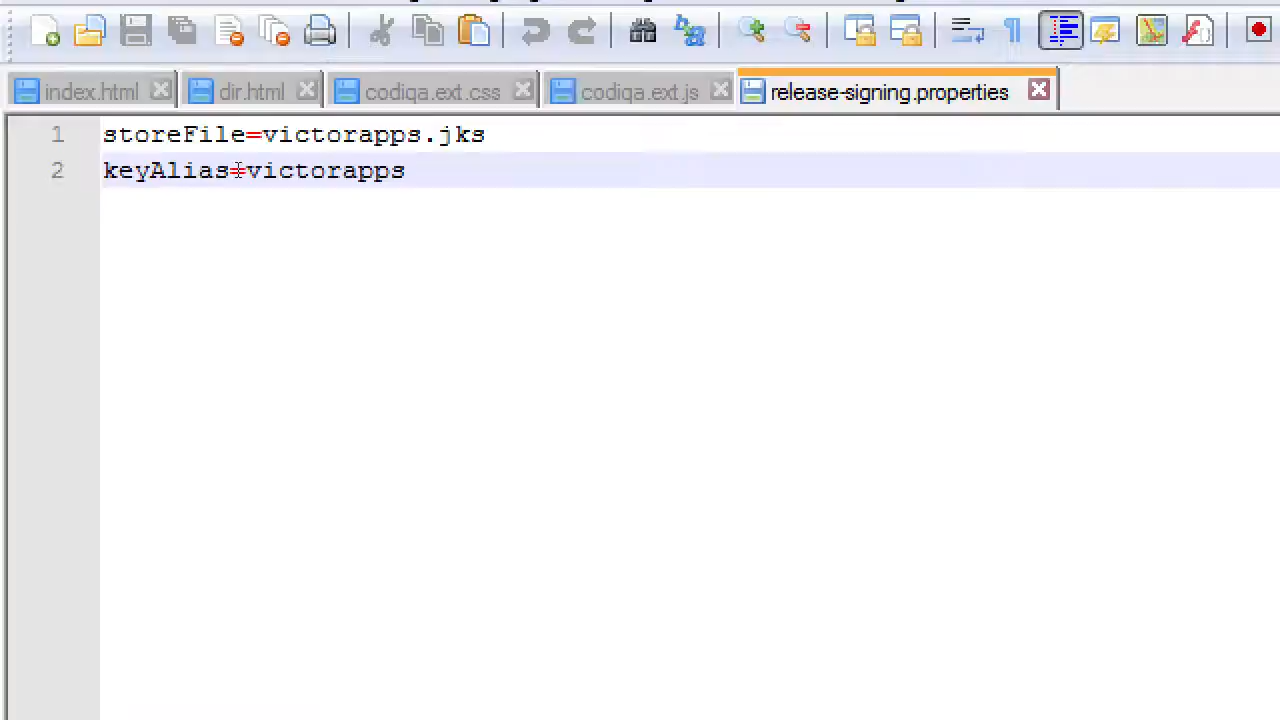 index.html
dir.html
codiqa.ext.css
codiqa.ext.js
release-signing.properties
1 storeFile=victorapps.jks
2 keyAlias=victorapps